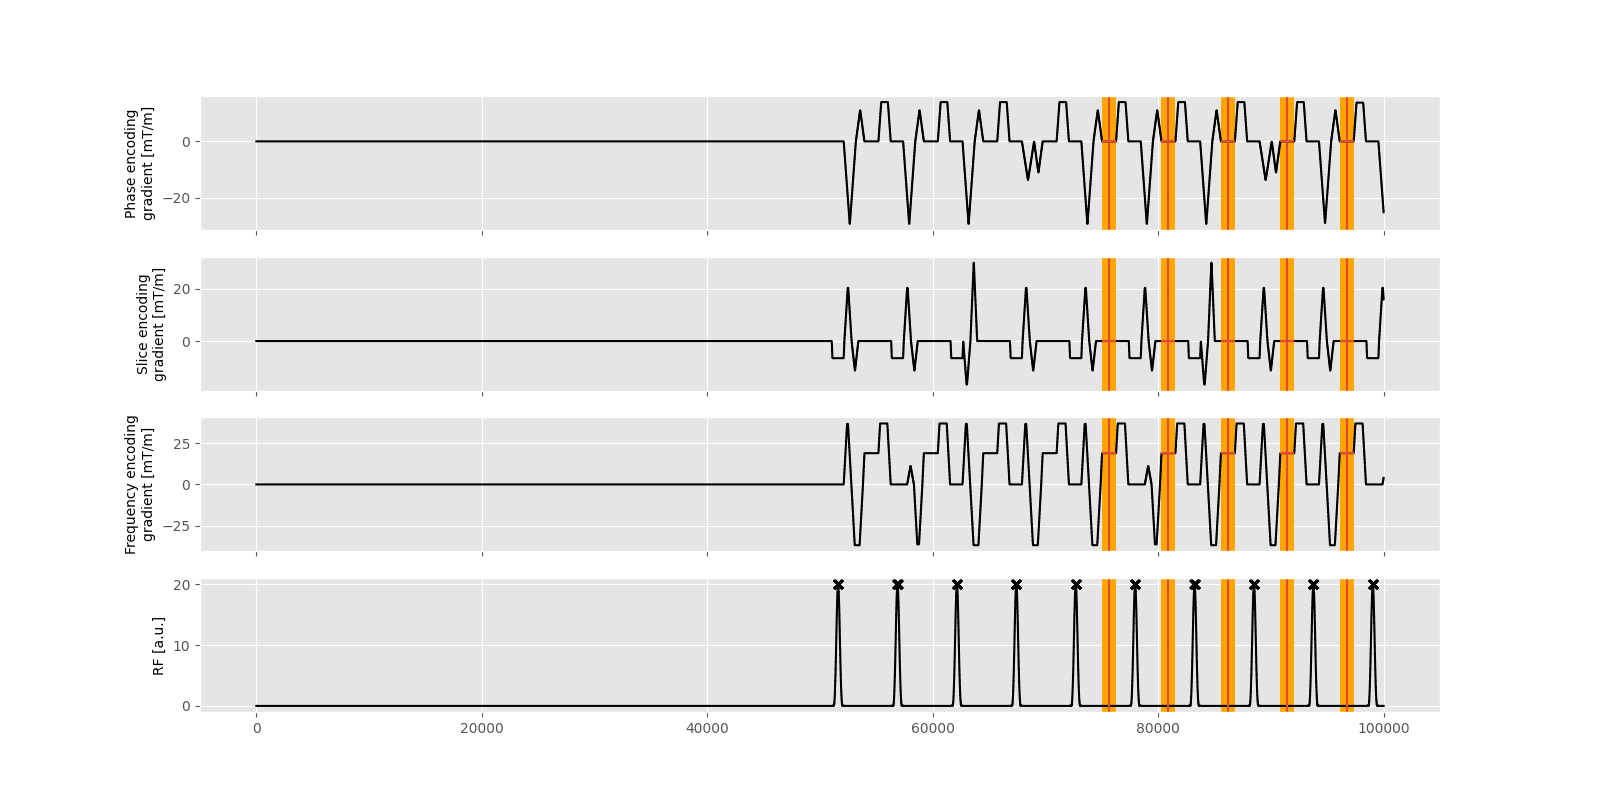 Phase encoding
gradient [mT/m]
0
−20
Slice encoding
gradient [mT/m]
20
0
Frequency encoding
gradient [mT/m]
25
0
−25
RF [a.u.]
20
10
0
0 20000 40000 60000 80000 100000